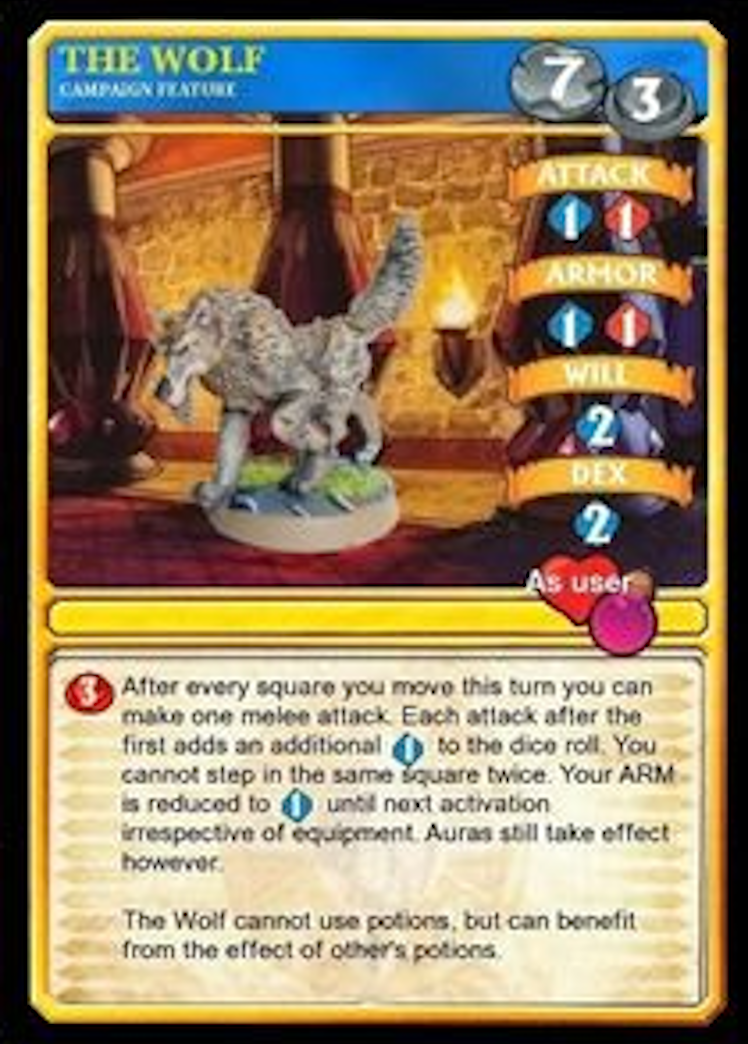 THE WOLF
CAMPAIGN FEATURE
7
3
ATTACK
1 1
ARMOR
1 1
WILL
2
DEX
2
As user
3 After every square you move this turn you can
make one melee attack. Each attack after the
first adds an additional 1 to the dice roll. You
cannot step in the same square twice. Your ARM
is reduced to 1 until next activation
irrespective of equipment. Auras still take effect
however.
The Wolf cannot use potions, but can benefit
from the effect of other's potions.